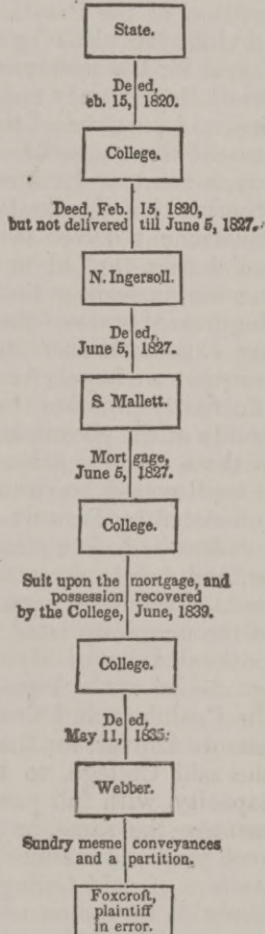 State.
Deed,
eb. 15, 1820.
College.
Deed, Feb. 15, 1820,
but not delivered till June 5, 1827.
N. Ingersoll.
Deed,
June 5, 1827.
S. Mallett.
Mortgage,
June 5, 1827.
College.
Suit upon the mortgage, and
possession recovered
by the College, June, 1839.
College.
Deed,
May 11, 1835.
Webber.
Sundry mesne conveyances
and a partition.
Foxcroft,
plaintiff
in error.